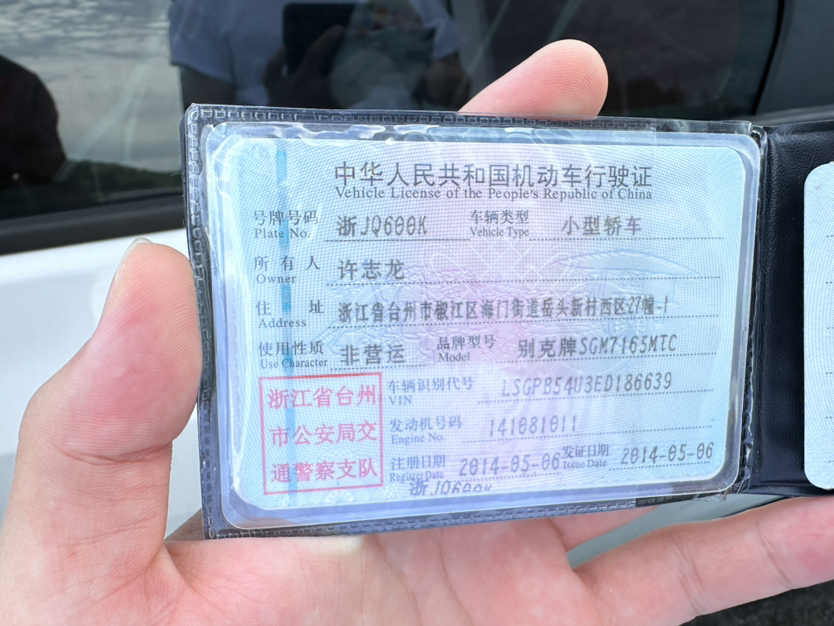 中华人民共和国机动车行驶证
Vehicle License of the People's Republic of China
号牌号码 浙JQ600K 车辆类型 小型轿车
Plate No. Vehicle Type
所有人 许志龙
Owner
住址 浙江省台州市椒江区海门街道岳头新村西区27幢-1
Address
使用性质 非营运 品牌型号 别克牌SGM7165MTC
Use Character Model
浙江省台州
市公安局交
通警察支队
车辆识别代号 LSGPB54U3ED186639
VIN
发动机号码 141081011
Engine No.
注册日期 2014-05-06 发证日期 2014-05-06
Register Date Issue Date
浙JQ600K